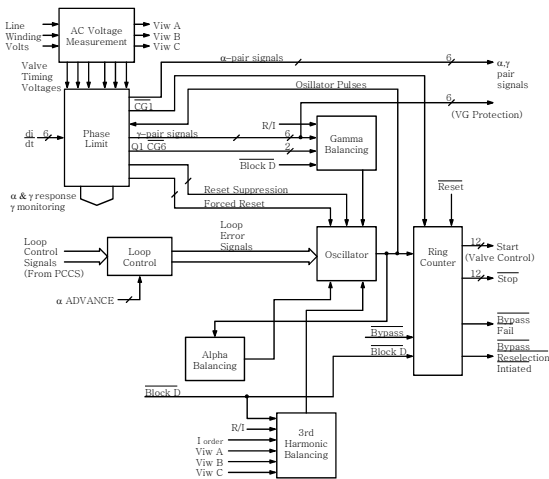 Line
Winding
Volts
AC Voltage
Measurement
Viw A
Viw B
Viw C
Valve
Timing
Voltages
α–pair signals
6
α,γ
pair
signals
CG1
Osillator Pulses
6
(VG Protection)
di
dt
6
Phase
Limit
R/I
γ–pair signals
6
Q1 CG6
2
Gamma
Balancing
Block D
α & γ response
γ monitoring
Reset Suppression
Forced Reset
Reset
Loop
Control
Signals
(From PCCS)
Loop
Control
Loop
Error
Signals
Oscillator
Ring
Counter
12
Start
(Valve Control)
12
Stop
α ADVANCE
Bypass
Fail
Bypass
Block D
Bypass
Reselection
Intiated
Alpha
Balancing
Block D
R/I
I order
Viw A
Viw B
Viw C
3rd
Harmonic
Balancing